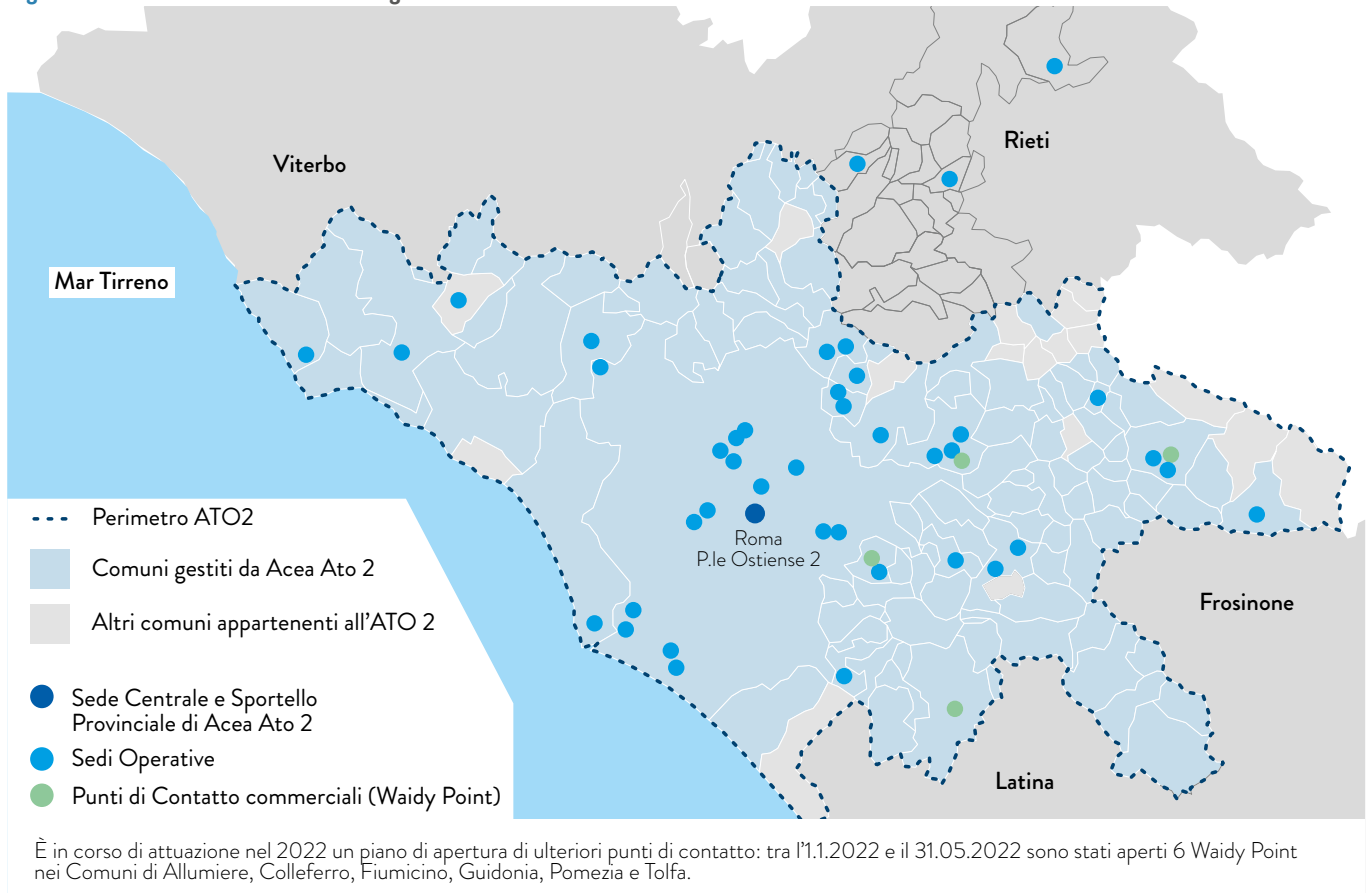 Viterbo
Rieti
Mar Tirreno
Roma
P.le Ostiense 2
Frosinone
Latina
Perimetro ATO2
Comuni gestiti da Acea Ato 2
Altri comuni appartenenti all'ATO 2
Sede Centrale e Sportello
Provinciale di Acea Ato 2
Sedi Operative
Punti di Contatto commerciali (Waidy Point)
È in corso di attuazione nel 2022 un piano di apertura di ulteriori punti di contatto: tra l'1.1.2022 e il 31.05.2022 sono stati aperti 6 Waidy Point
nei Comuni di Allumiere, Colleferro, Fiumicino, Guidonia, Pomezia e Tolfa.